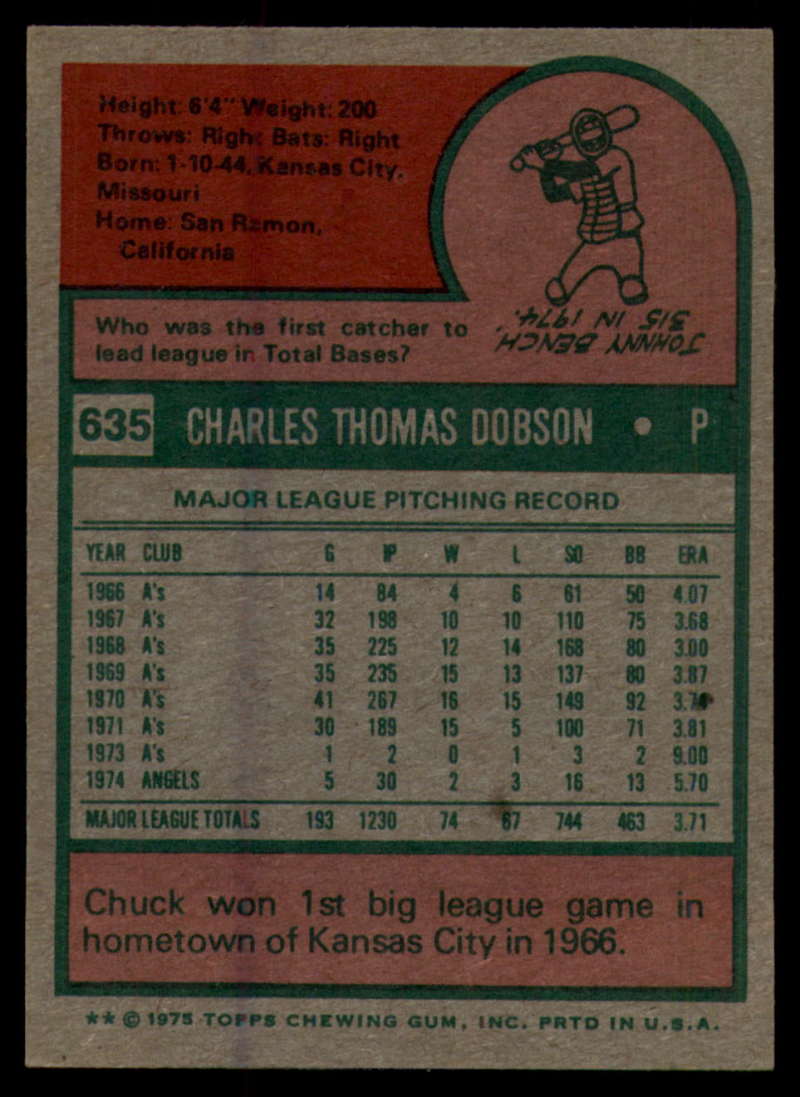 Height: 6'4" Weight: 200
Throws: Right Bats: Right
Born: 1-10-44, Kansas City,
Missouri
Home: San Ramon,
California
Who was the first catcher to
lead league in Total Bases?
JOHNNY BENCH,
315 IN 1974.
635 CHARLES THOMAS DOBSON • P
MAJOR LEAGUE PITCHING RECORD
YEAR CLUB G IP W L SO BB ERA
1966 A's 14 84 4 6 61 50 4.07
1967 A's 32 198 10 10 110 75 3.68
1968 A's 35 225 12 14 168 80 3.00
1969 A's 35 235 15 13 137 80 3.87
1970 A's 41 267 16 15 149 92 3.74
1971 A's 30 189 15 5 100 71 3.81
1973 A's 1 2 0 1 3 2 9.00
1974 ANGELS 5 30 2 3 16 13 5.70
MAJOR LEAGUE TOTALS 193 1230 74 67 744 463 3.71
Chuck won 1st big league game in
hometown of Kansas City in 1966.
** © 1975 TOPPS CHEWING GUM, INC. PRTD IN U.S.A.